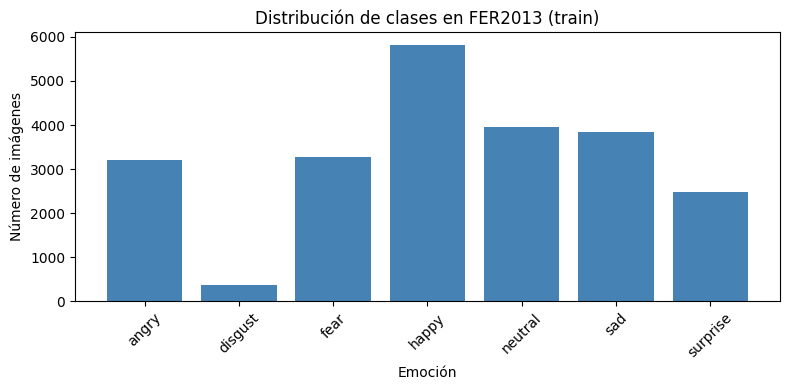 Distribución de clases en FER2013 (train)
Número de imágenes
6000
5000
4000
3000
2000
1000
0
angry disgust fear happy neutral sad surprise
Emoción